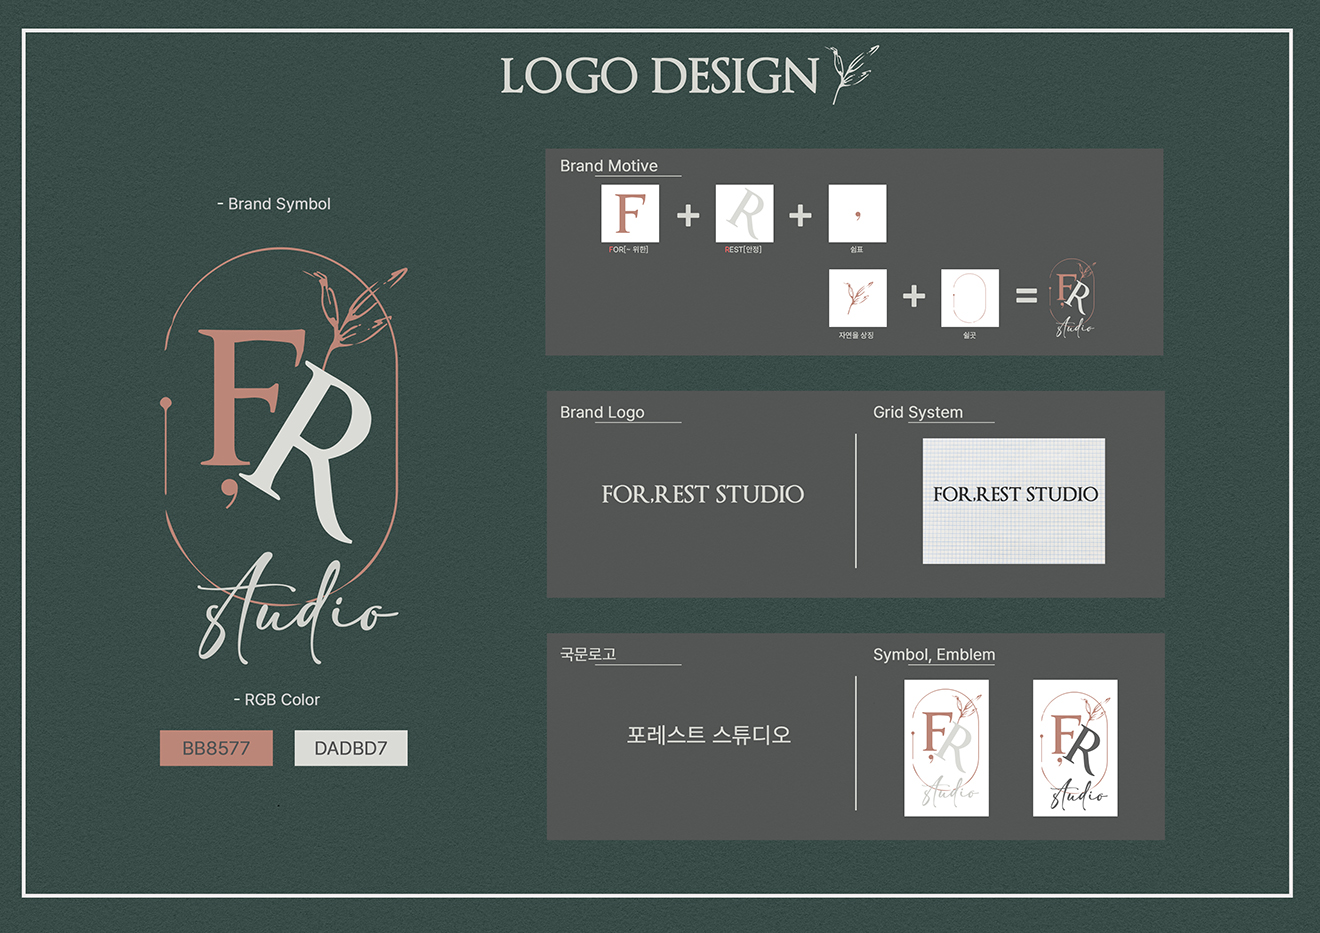 LOGO DESIGN
- Brand Symbol
F,R
studio
- RGB Color
BB8577
DADBD7
Brand Motive
F + R + ,
FOR[~ 위한]
REST[안정]
쉼표
+ =
F,R
studio
자연을 상징
쉴곳
Brand Logo
FOR,REST STUDIO
Grid System
FOR,REST STUDIO
국문로고
포레스트 스튜디오
Symbol, Emblem
F,R
studio
F,R
studio